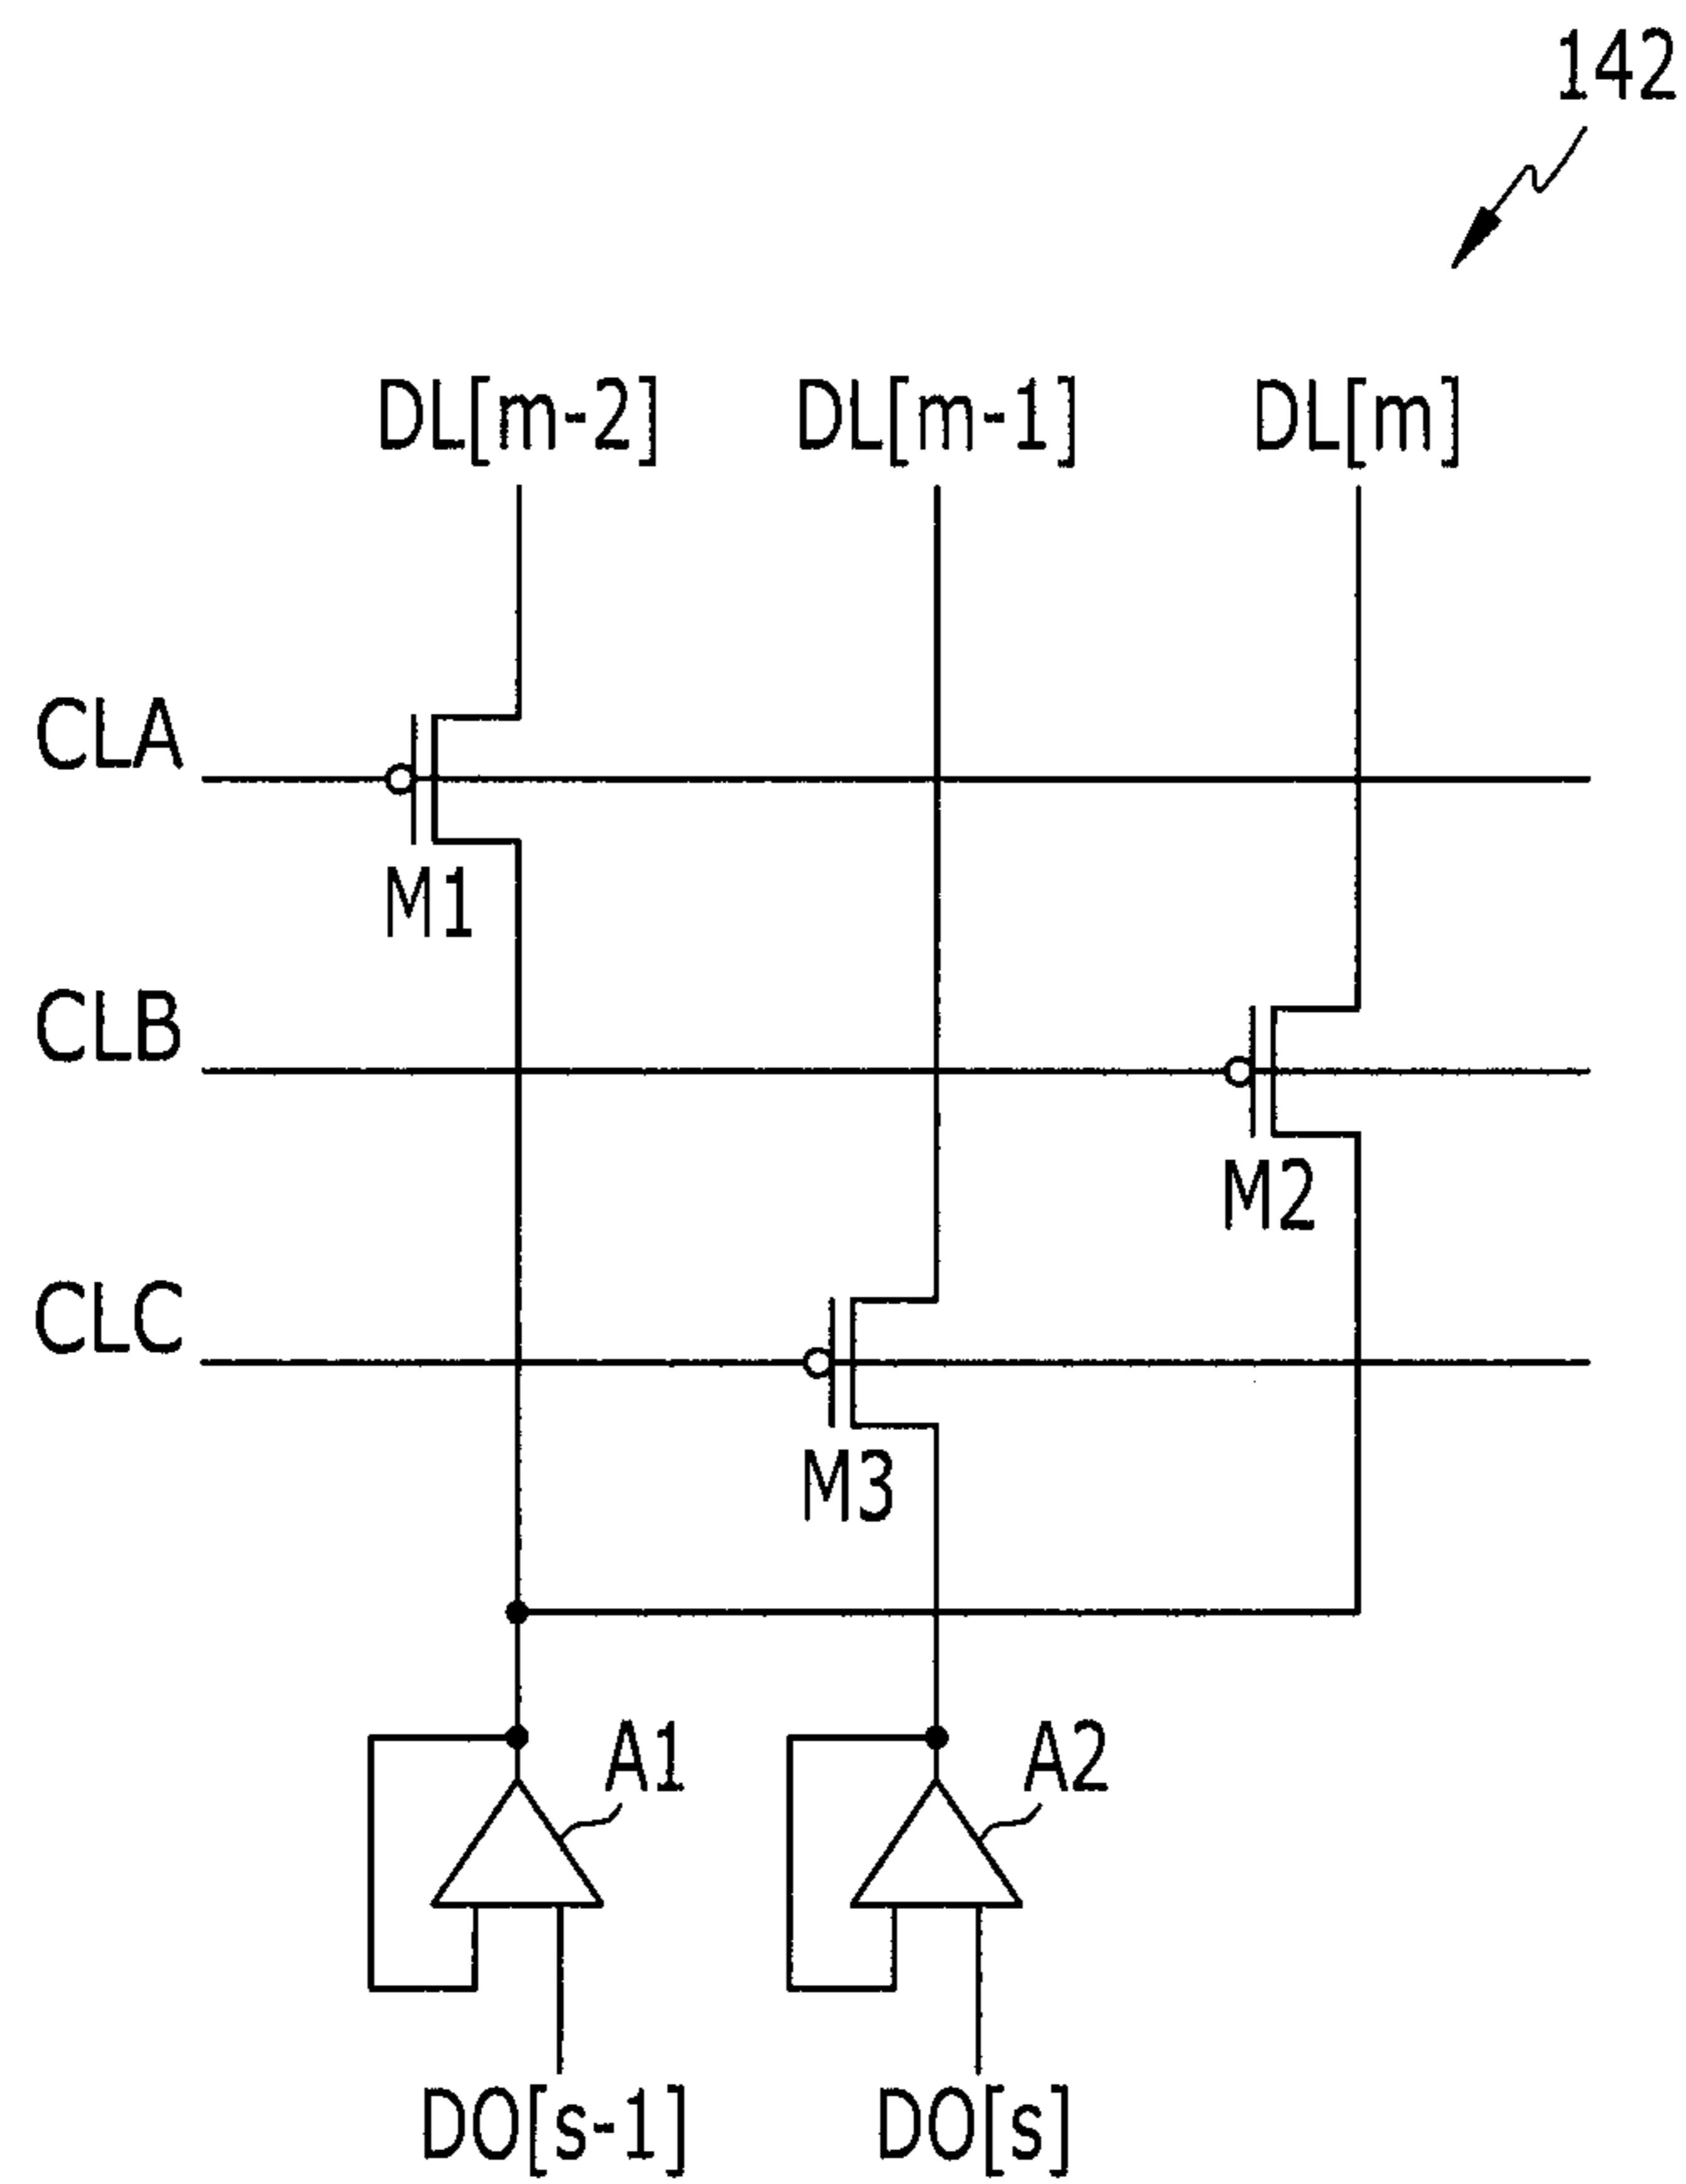 142
DL[m-2] DL[m-1] DL[m]
CLA
M1
CLB
M2
CLC
M3
A1 A2
DO[s-1] DO[s]